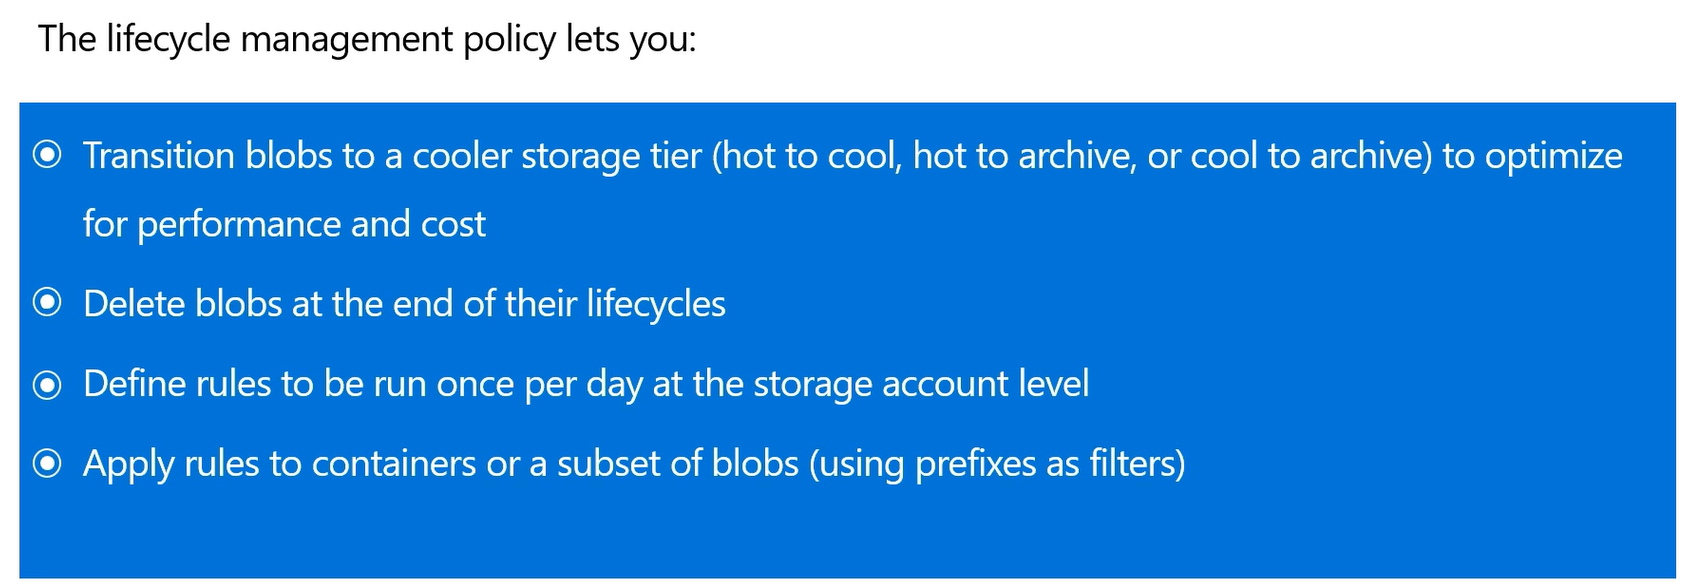 The lifecycle management policy lets you:
Transition blobs to a cooler storage tier (hot to cool, hot to archive, or cool to archive) to optimize
for performance and cost
Delete blobs at the end of their lifecycles
Define rules to be run once per day at the storage account level
Apply rules to containers or a subset of blobs (using prefixes as filters)